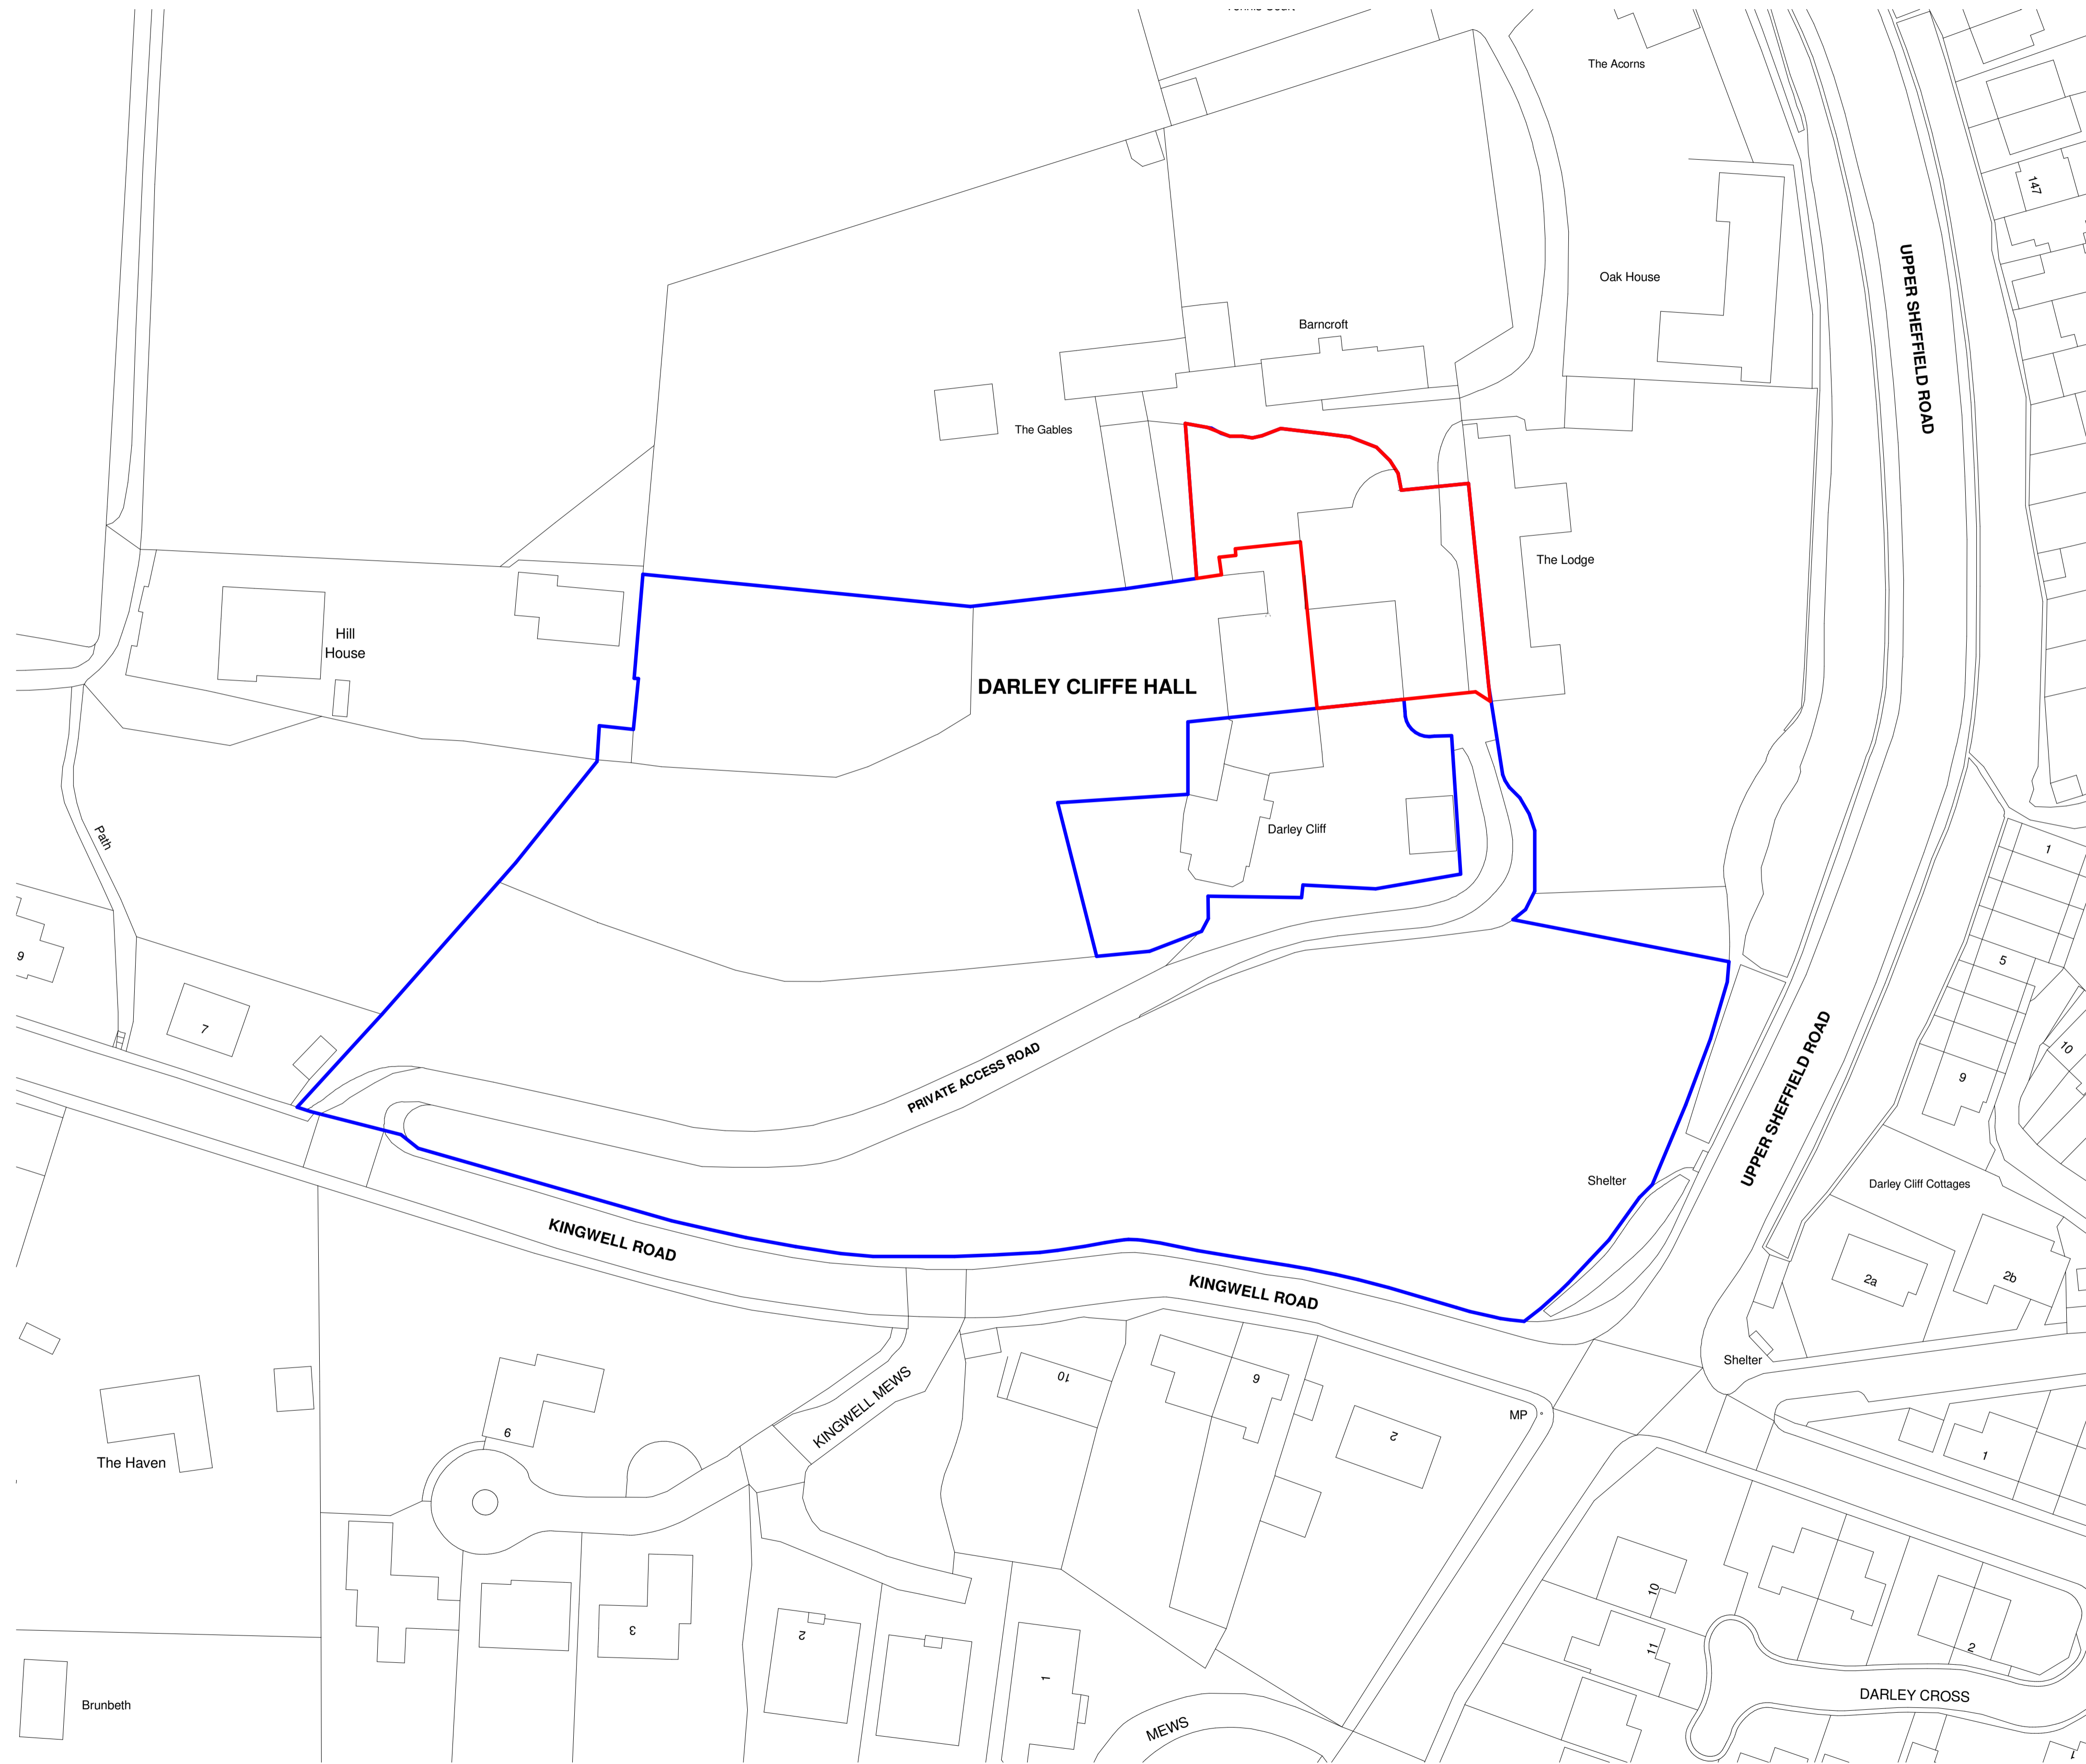 The Acorns
147
Oak House
UPPER SHEFFIELD ROAD
Barncroft
The Gables
The Lodge
Hill
House
DARLEY CLIFFE HALL
Path
Darley Cliff
1
9
5
7
10
PRIVATE ACCESS ROAD
9
UPPER SHEFFIELD ROAD
Shelter
Darley Cliff Cottages
KINGWELL ROAD
2a
2b
KINGWELL ROAD
Shelter
10
6
KINGWELL MEWS
MP
2
6
The Haven
1
10
11
3
2
2
1
DARLEY CROSS
Brunbeth
MEWS
1